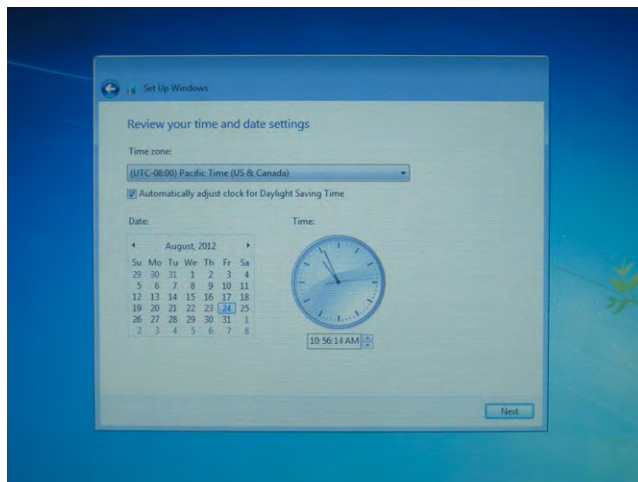 Set Up Windows
Review your time and date settings
Time zone:
(UTC-08:00) Pacific Time (US & Canada)
Automatically adjust clock for Daylight Saving Time
Date:
Time:
August, 2012
Su Mo Tu We Th Fr Sa
29 30 31 1 2 3 4
5 6 7 8 9 10 11
12 13 14 15 16 17 18
19 20 21 22 23 24 25
26 27 28 29 30 31 1
2 3 4 5 6 7 8
10:56:14 AM
Next